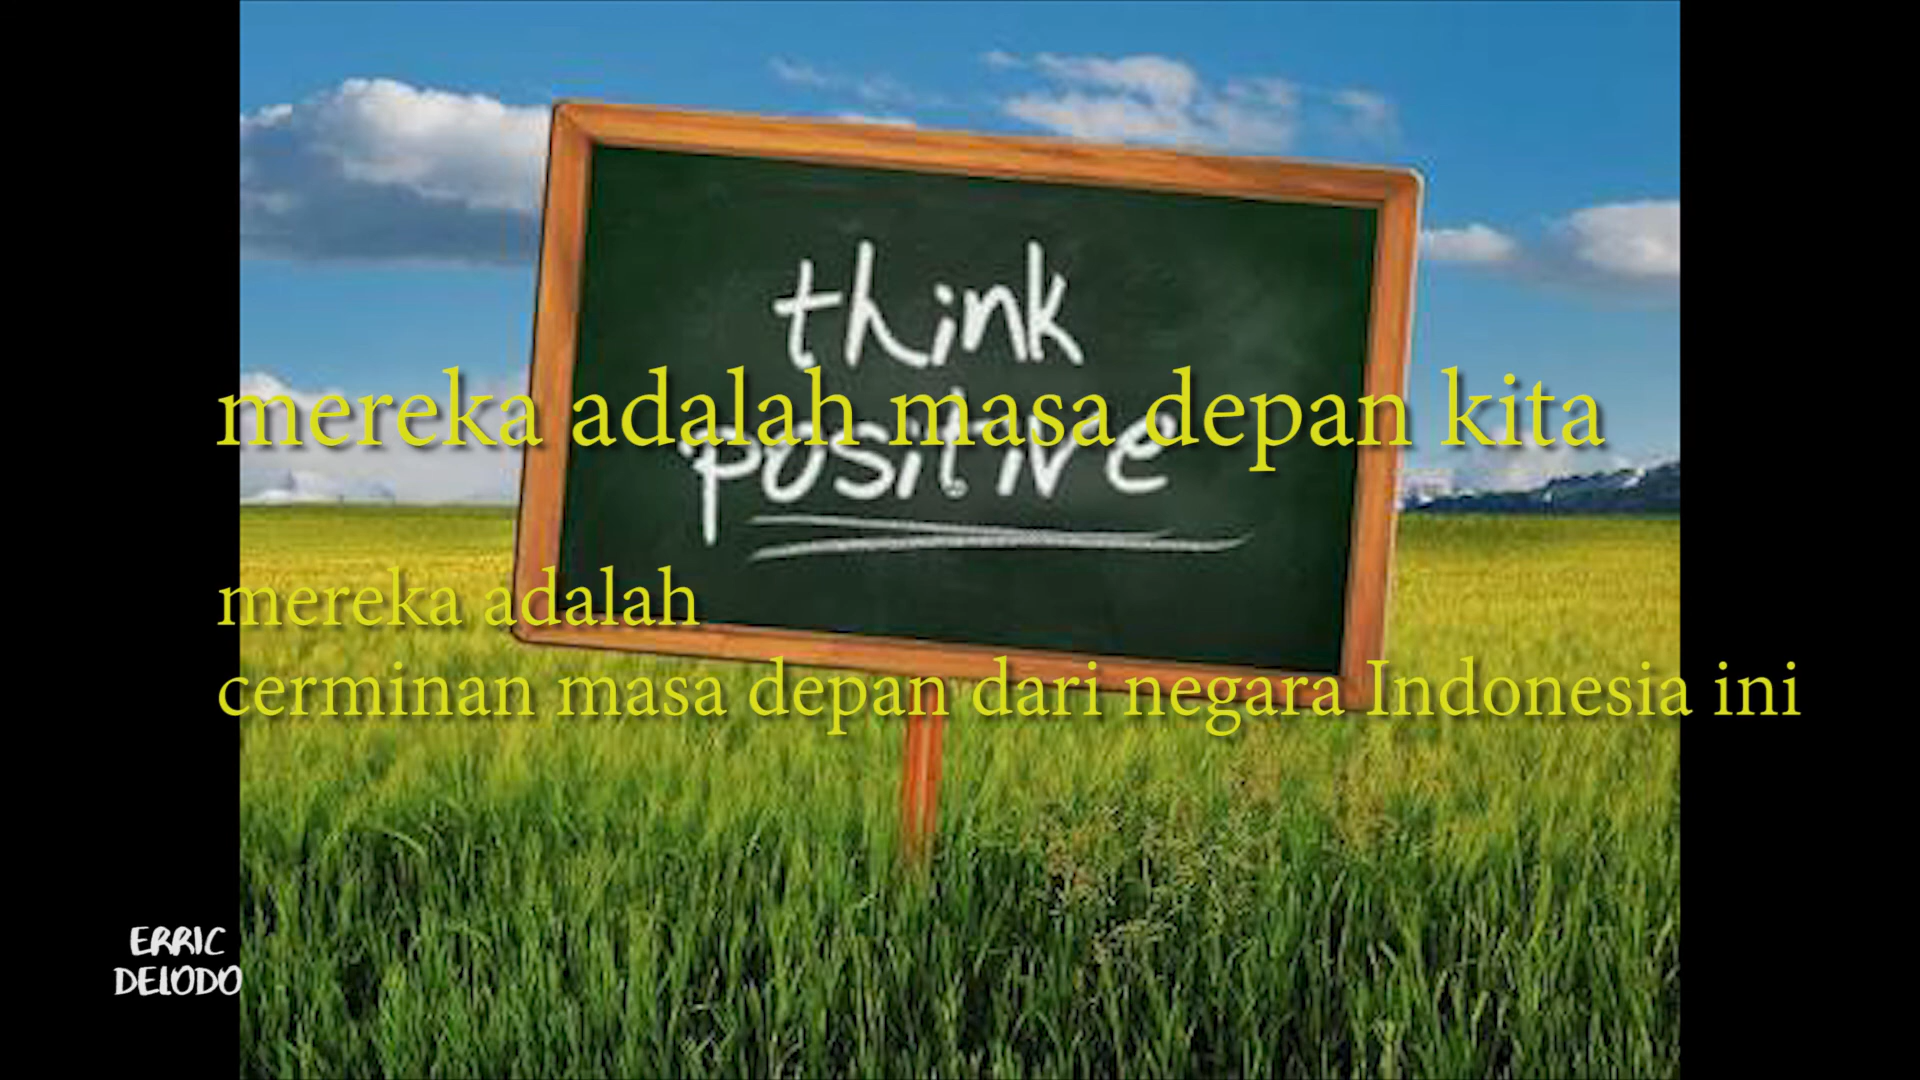 think
positive
mereka adalah masa depan kita
mereka adalah
cerminan masa depan dari negara Indonesia ini
ERRIC
DELODO